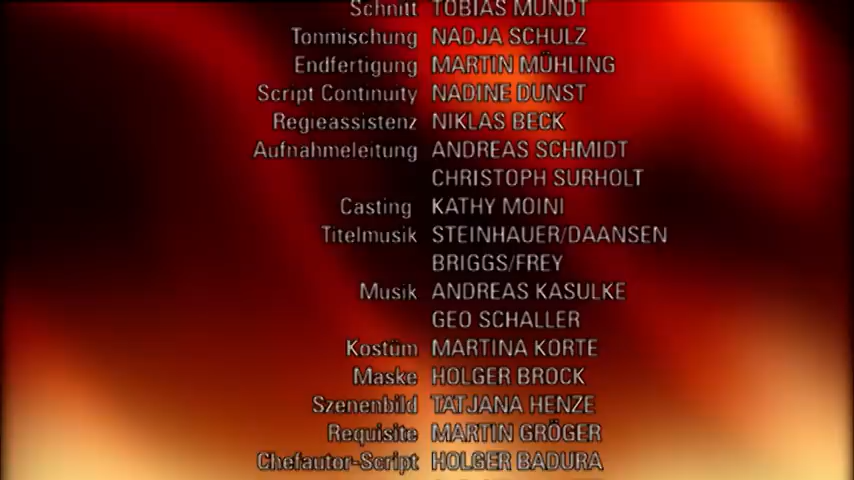 Schnitt TOBIAS MUNDT
Tonmischung NADJA SCHULZ
Endfertigung MARTIN MÜHLING
Script Continuity NADINE DUNST
Regieassistenz NIKLAS BECK
Aufnahmeleitung ANDREAS SCHMIDT
CHRISTOPH SURHOLT
Casting KATHY MOINI
Titelmusik STEINHAUER/DAANSEN
BRIGGS/FREY
Musik ANDREAS KASULKE
GEO SCHALLER
Kostüm MARTINA KORTE
Maske HOLGER BROCK
Szenenbild TATJANA HENZE
Requisite MARTIN GRÖGER
Chefautor-Script HOLGER BADURA